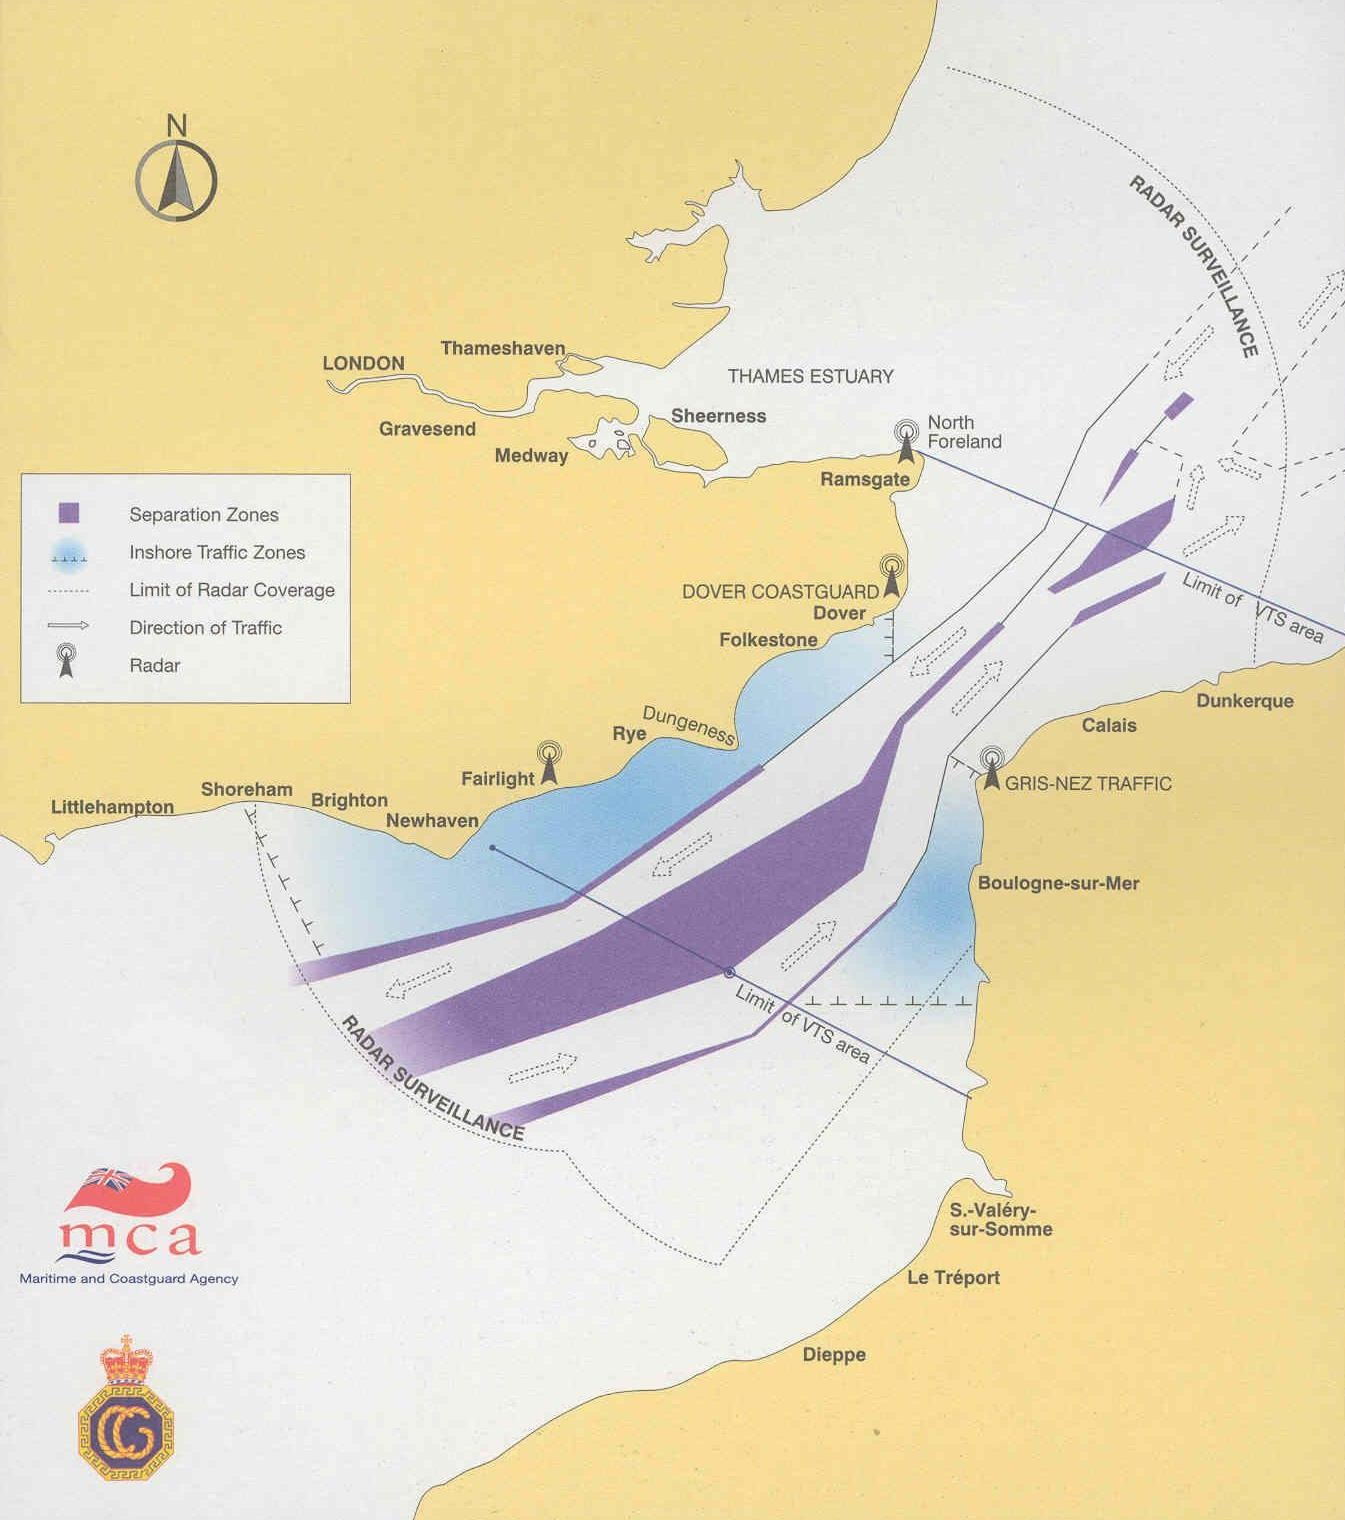 N
RADAR SURVEILLANCE
LONDON
Thameshaven
THAMES ESTUARY
Gravesend
Sheerness
Medway
North
Foreland
Ramsgate
Separation Zones
Inshore Traffic Zones
Limit of Radar Coverage
Direction of Traffic
Radar
DOVER COASTGUARD
Dover
Folkestone
Limit of VTS area
Dunkerque
Calais
Dungeness
Rye
Fairlight
GRIS-NEZ TRAFFIC
Shoreham
Littlehampton
Brighton
Newhaven
Boulogne-sur-Mer
Limit of VTS area
RADAR SURVEILLANCE
mca
Maritime and Coastguard Agency
S.-Valéry-
sur-Somme
Le Tréport
Dieppe
CG